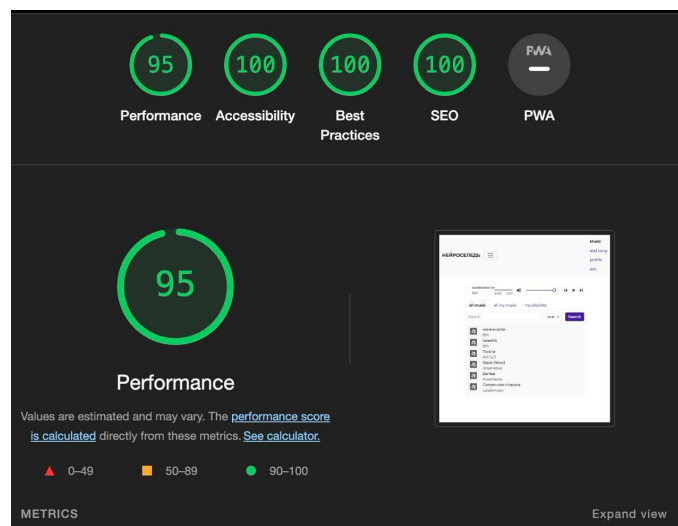 95
100
100
100
PWA
Performance
Accessibility
Best
Practices
SEO
PWA
95
Performance
Values are estimated and may vary. The performance score
is calculated directly from these metrics. See calculator.
0–49
50–89
90–100
НЕЙРОСЕЛЕДЬ
Music
add song
profile
exit
all music
all my music
my playlists
Search
Search
METRICS
Expand view